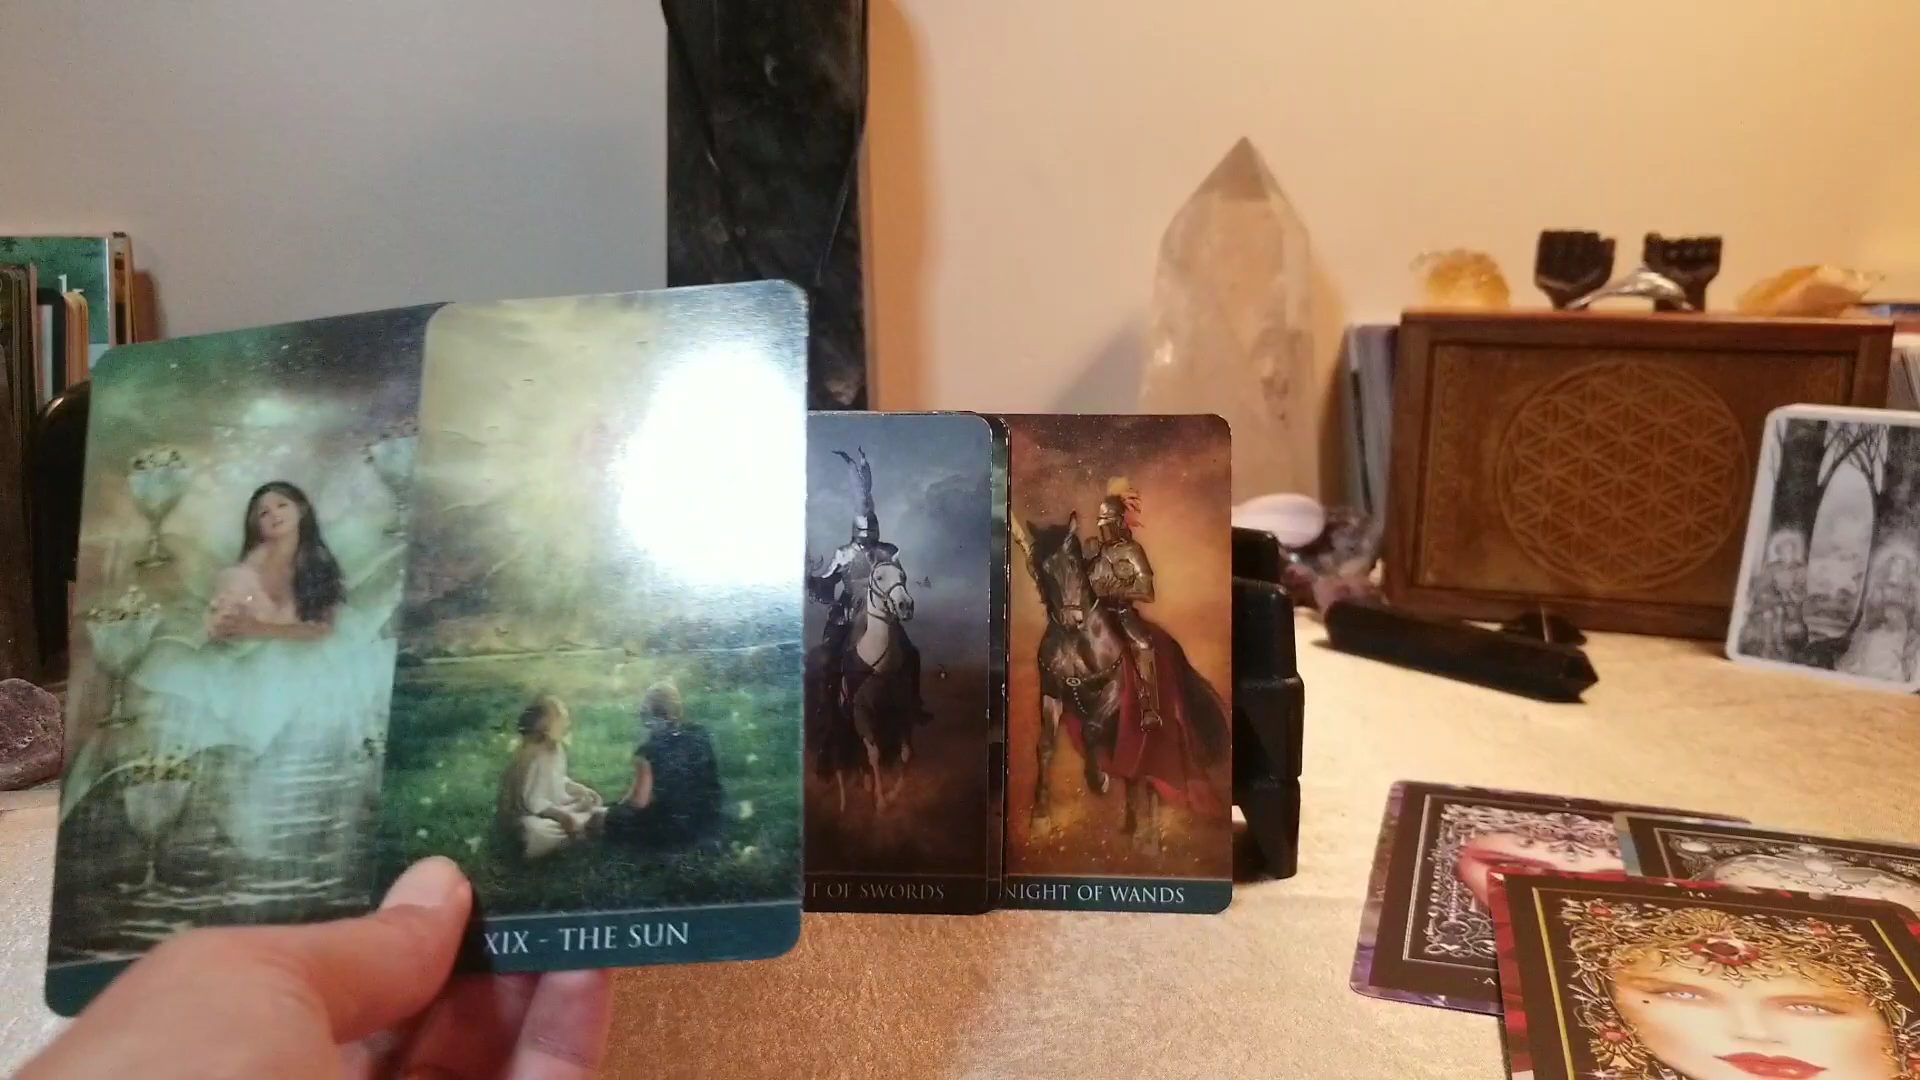 XIX - THE SUN
T OF SWORDS
NIGHT OF WANDS